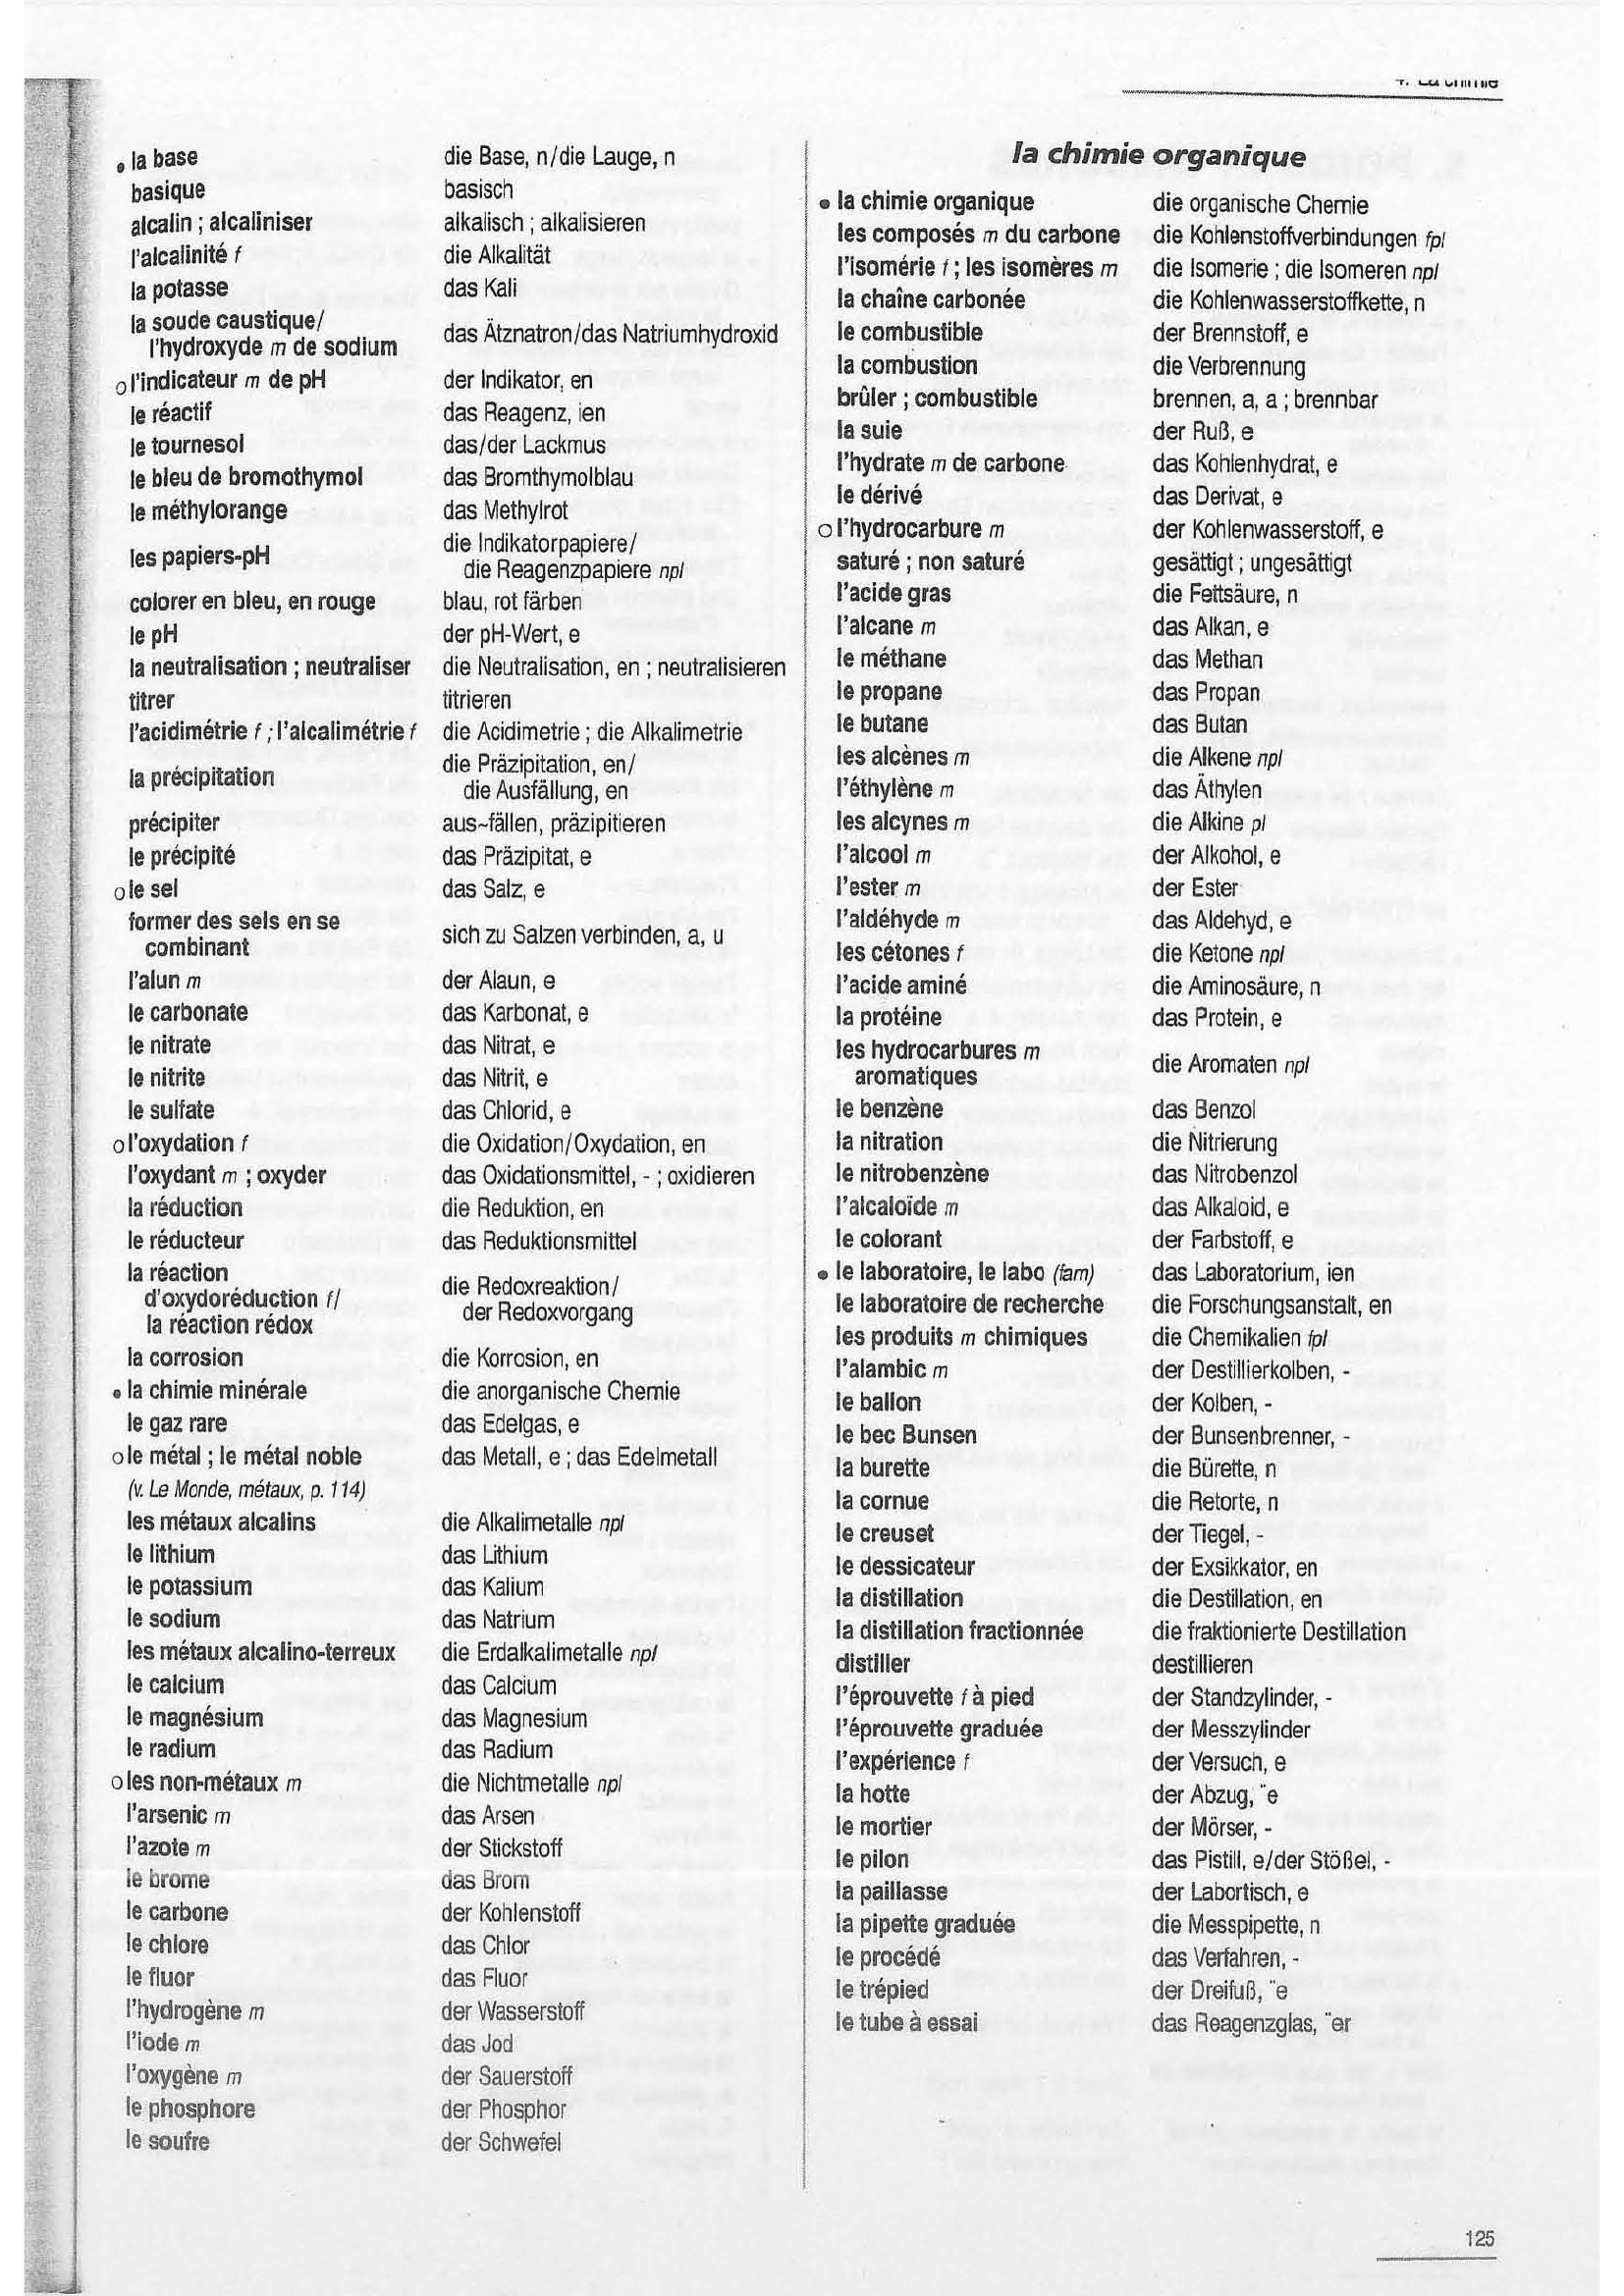 4. La chimie
• la base die Base, n/die Lauge, n
basique basisch
alcalin ; alcaliniser alkalisch ; alkalisieren
l'alcalinité f die Alkalität
la potasse das Kali
la soude caustique/
l'hydroxyde m de sodium das Ätznatron/das Natriumhydroxid
o l'indicateur m de pH der Indikator, en
le réactif das Reagenz, ien
le tournesol das/der Lackmus
le bleu de bromothymol das Bromthymolblau
le méthylorange das Methylrot
les papiers-pH die Indikatorpapiere/
die Reagenzpapiere npl
colorer en bleu, en rouge blau, rot färben
le pH der pH-Wert, e
la neutralisation ; neutraliser die Neutralisation, en ; neutralisieren
titrer titrieren
l'acidimétrie f ; l'alcalimétrie f die Acidimetrie ; die Alkalimetrie
la précipitation die Präzipitation, en/
die Ausfällung, en
précipiter aus~fällen, präzipitieren
le précipité das Präzipitat, e
o le sel das Salz, e
former des sels en se
combinant sich zu Salzen verbinden, a, u
l'alun m der Alaun, e
le carbonate das Karbonat, e
le nitrate das Nitrat, e
le nitrite das Nitrit, e
le sulfate das Chlorid, e
o l'oxydation f die Oxidation/Oxydation, en
l'oxydant m ; oxyder das Oxidationsmittel, - ; oxidieren
la réduction die Reduktion, en
le réducteur das Reduktionsmittel
la réaction
d'oxydoréduction f/ die Redoxreaktion/
la réaction rédox der Redoxvorgang
la corrosion die Korrosion, en
• la chimie minérale die anorganische Chemie
le gaz rare das Edelgas, e
o le métal ; le métal noble das Metall, e ; das Edelmetall
(v. Le Monde, métaux, p. 114)
les métaux alcalins die Alkalimetalle npl
le lithium das Lithium
le potassium das Kalium
le sodium das Natrium
les métaux alcalino-terreux die Erdalkalimetalle npl
le calcium das Calcium
le magnésium das Magnesium
le radium das Radium
o les non-métaux m die Nichtmetalle npl
l'arsenic m das Arsen
l'azote m der Stickstoff
le brome das Brom
le carbone der Kohlenstoff
le chlore das Chlor
le fluor das Fluor
l'hydrogène m der Wasserstoff
l'iode m das Jod
l'oxygène m der Sauerstoff
le phosphore der Phosphor
le soufre der Schwefel
la chimie organique
• la chimie organique die organische Chemie
les composés m du carbone die Kohlenstoffverbindungen fpl
l'isomérie f ; les isomères m die Isomerie ; die Isomeren npl
la chaîne carbonée die Kohlenwasserstoffkette, n
le combustible der Brennstoff, e
la combustion die Verbrennung
brûler ; combustible brennen, a, a ; brennbar
la suie der Ruß, e
l'hydrate m de carbone das Kohlenhydrat, e
le dérivé das Derivat, e
o l'hydrocarbure m der Kohlenwasserstoff, e
saturé ; non saturé gesättigt ; ungesättigt
l'acide gras die Fettsäure, n
l'alcane m das Alkan, e
le méthane das Methan
le propane das Propan
le butane das Butan
les alcènes m die Alkene npl
l'éthylène m das Äthylen
les alcynes m die Alkine pl
l'alcool m der Alkohol, e
l'ester m der Ester
l'aldéhyde m das Aldehyd, e
les cétones f die Ketone npl
l'acide aminé die Aminosäure, n
la protéine das Protein, e
les hydrocarbures m
aromatiques die Aromaten npl
le benzène das Benzol
la nitration die Nitrierung
le nitrobenzène das Nitrobenzol
l'alcaloïde m das Alkaloid, e
le colorant der Farbstoff, e
• le laboratoire, le labo (fam) das Laboratorium, ien
le laboratoire de recherche die Forschungsanstalt, en
les produits m chimiques die Chemikalien fpl
l'alambic m der Destillierkolben, -
le ballon der Kolben, -
le bec Bunsen der Bunsenbrenner, -
la burette die Bürette, n
la cornue die Retorte, n
le creuset der Tiegel, -
le dessicateur der Exsikkator, en
la distillation die Destillation, en
la distillation fractionnée die fraktionierte Destillation
distiller destillieren
l'éprouvette f à pied der Standzylinder, -
l'éprouvette graduée der Messzylinder
l'expérience f der Versuch, e
la hotte der Abzug, ¨e
le mortier der Mörser, -
le pilon das Pistill, e/der Stößel, -
la paillasse der Labortisch, e
la pipette graduée die Messpipette, n
le procédé das Verfahren, -
le trépied der Dreifuß, ¨e
le tube à essai das Reagenzglas, ¨er
125